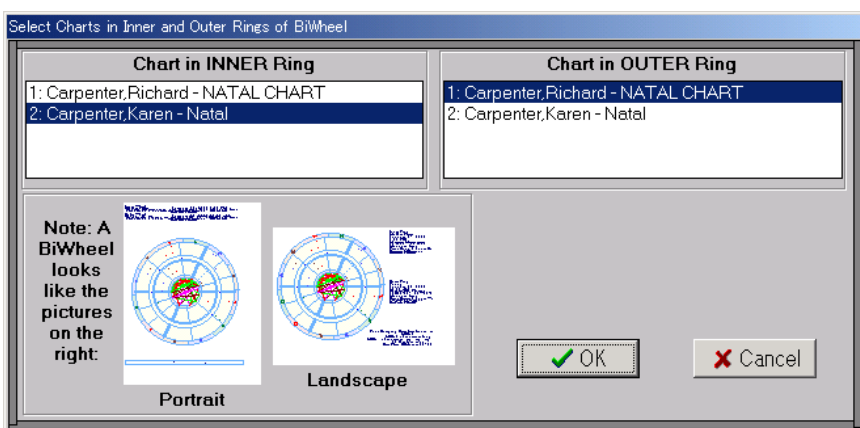 Select Charts in Inner and Outer Rings of BiWheel
Chart in INNER Ring
1: Carpenter,Richard - NATAL CHART
2: Carpenter,Karen - Natal
Chart in OUTER Ring
1: Carpenter,Richard - NATAL CHART
2: Carpenter,Karen - Natal
Note: A
BiWheel
looks
like the
pictures
on the
right:
Portrait
Landscape
OK
Cancel